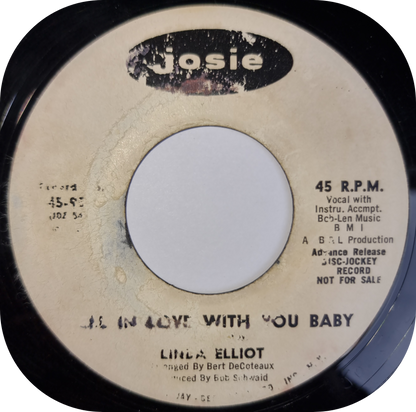 josie
45 R.P.M.
Vocal with
Instru. Accmpt.
Bob-Len Music
B M I
A B & L Production
Advance Release
DISC-JOCKEY
RECORD
NOT FOR SALE
IN LOVE WITH YOU BABY
LINDA ELLIOT
Arranged By Bert DeCoteaux
Produced By Bob Schwaid